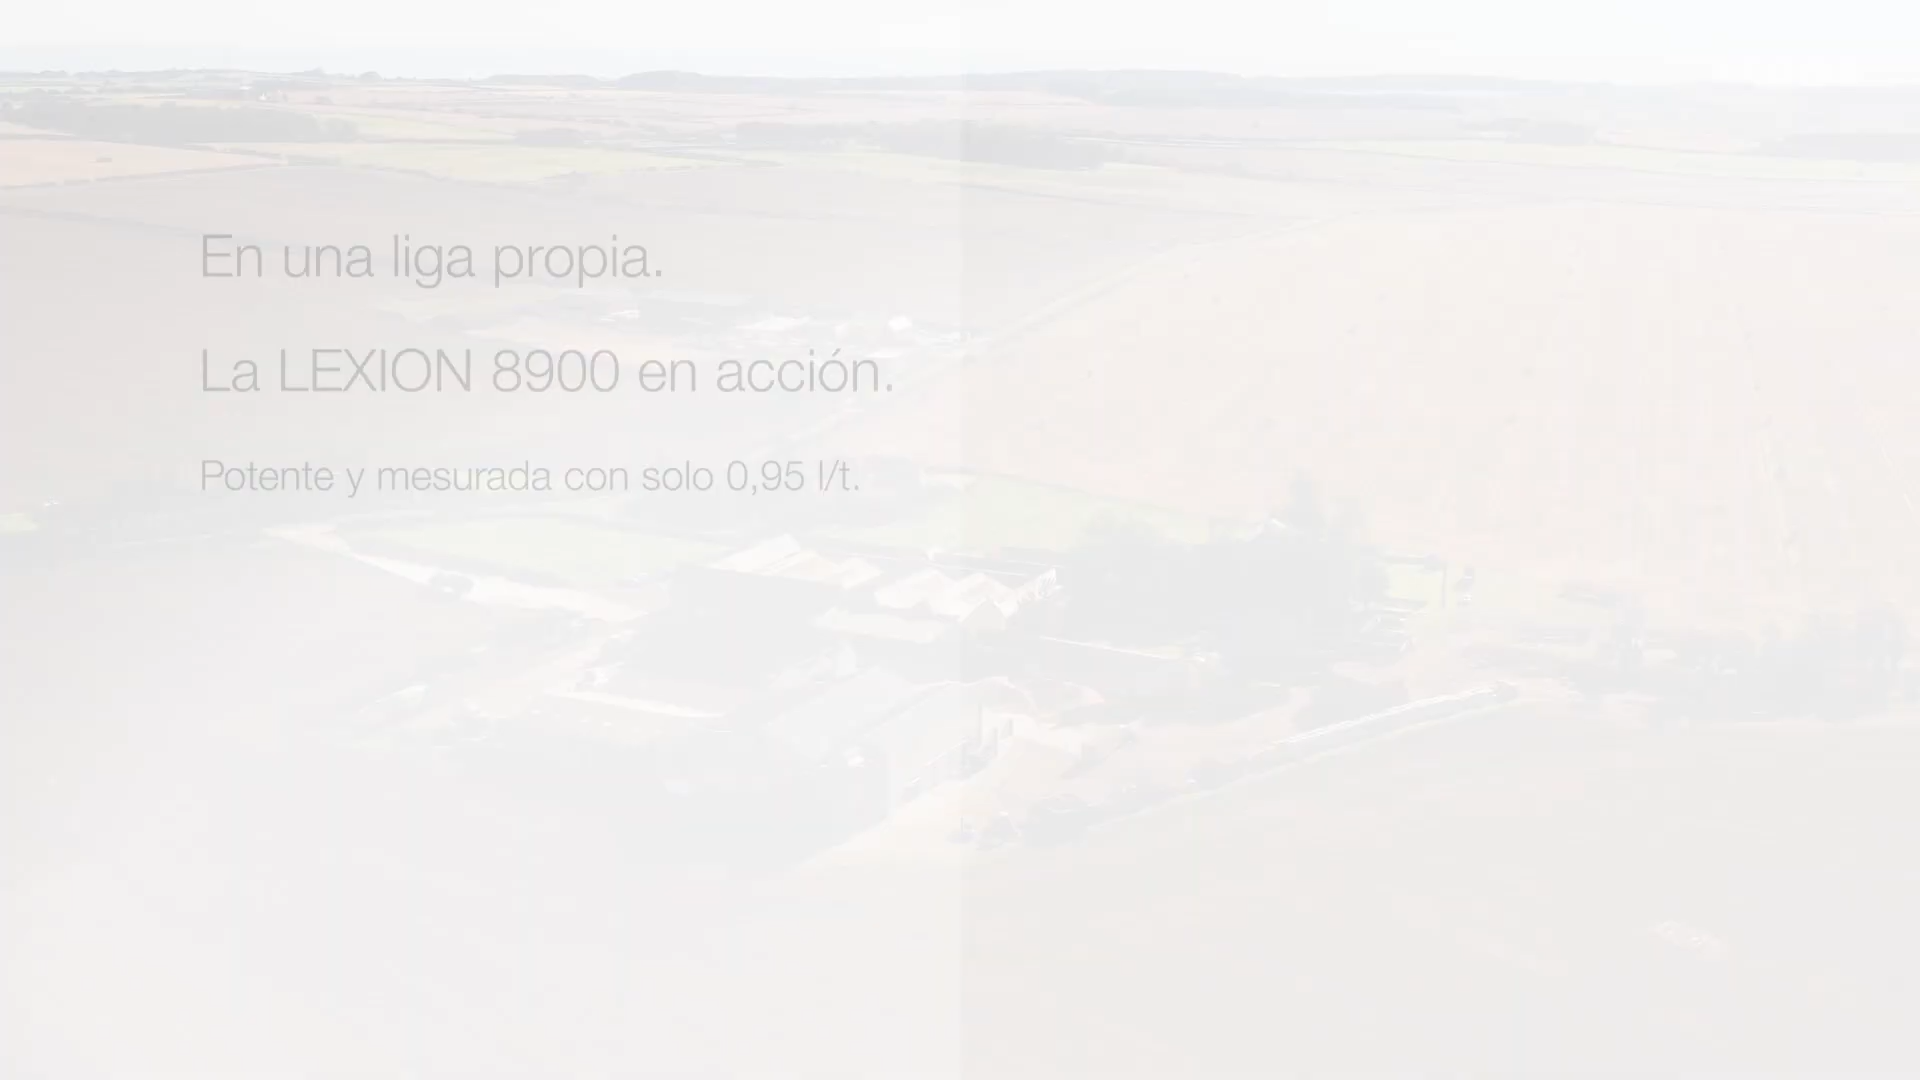 En una liga propia.
La LEXION 8900 en acción.
Potente y mesurada con solo 0,95 l/t.